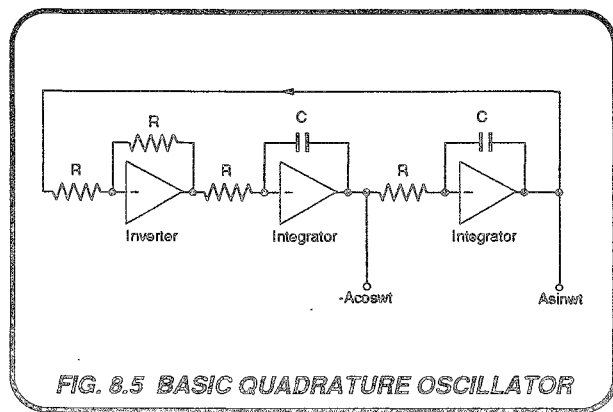 R
C
C
R
R
R
Inverter
Integrator
Integrator
-Acoswt
Asinwt
FIG. 8.5 BASIC QUADRATURE OSCILLATOR